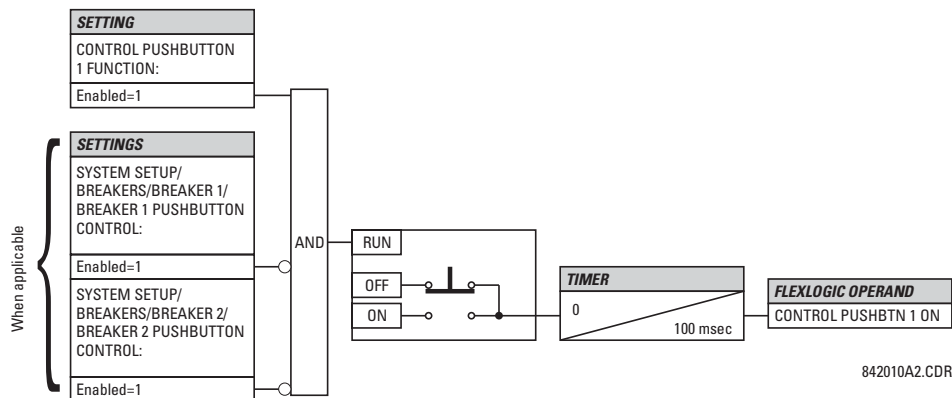 SETTING
CONTROL PUSHBUTTON
1 FUNCTION:
Enabled=1
When applicable
SETTINGS
SYSTEM SETUP/
BREAKERS/BREAKER 1/
BREAKER 1 PUSHBUTTON
CONTROL:
Enabled=1
SYSTEM SETUP/
BREAKERS/BREAKER 2/
BREAKER 2 PUSHBUTTON
CONTROL:
Enabled=1
AND
RUN
OFF
ON
TIMER
0
100 msec
FLEXLOGIC OPERAND
CONTROL PUSHBTN 1 ON
842010A2.CDR